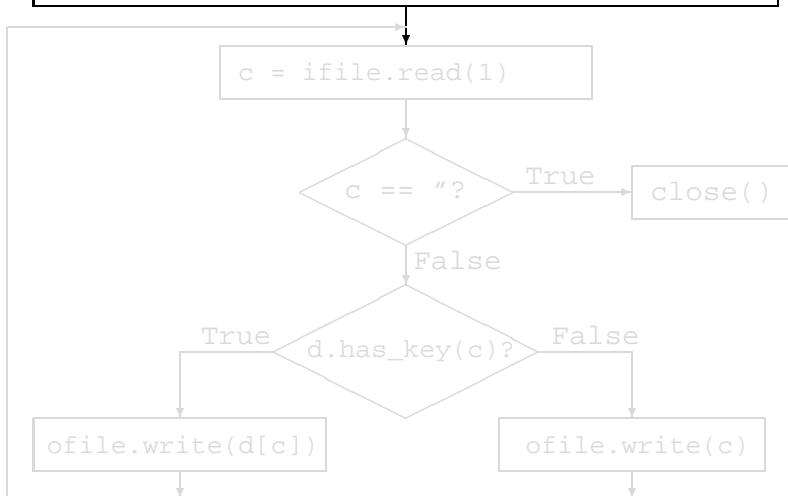 c = ifile.read(1)
c == ″?
True
close()
False
True
d.has_key(c)?
False
ofile.write(d[c])
ofile.write(c)